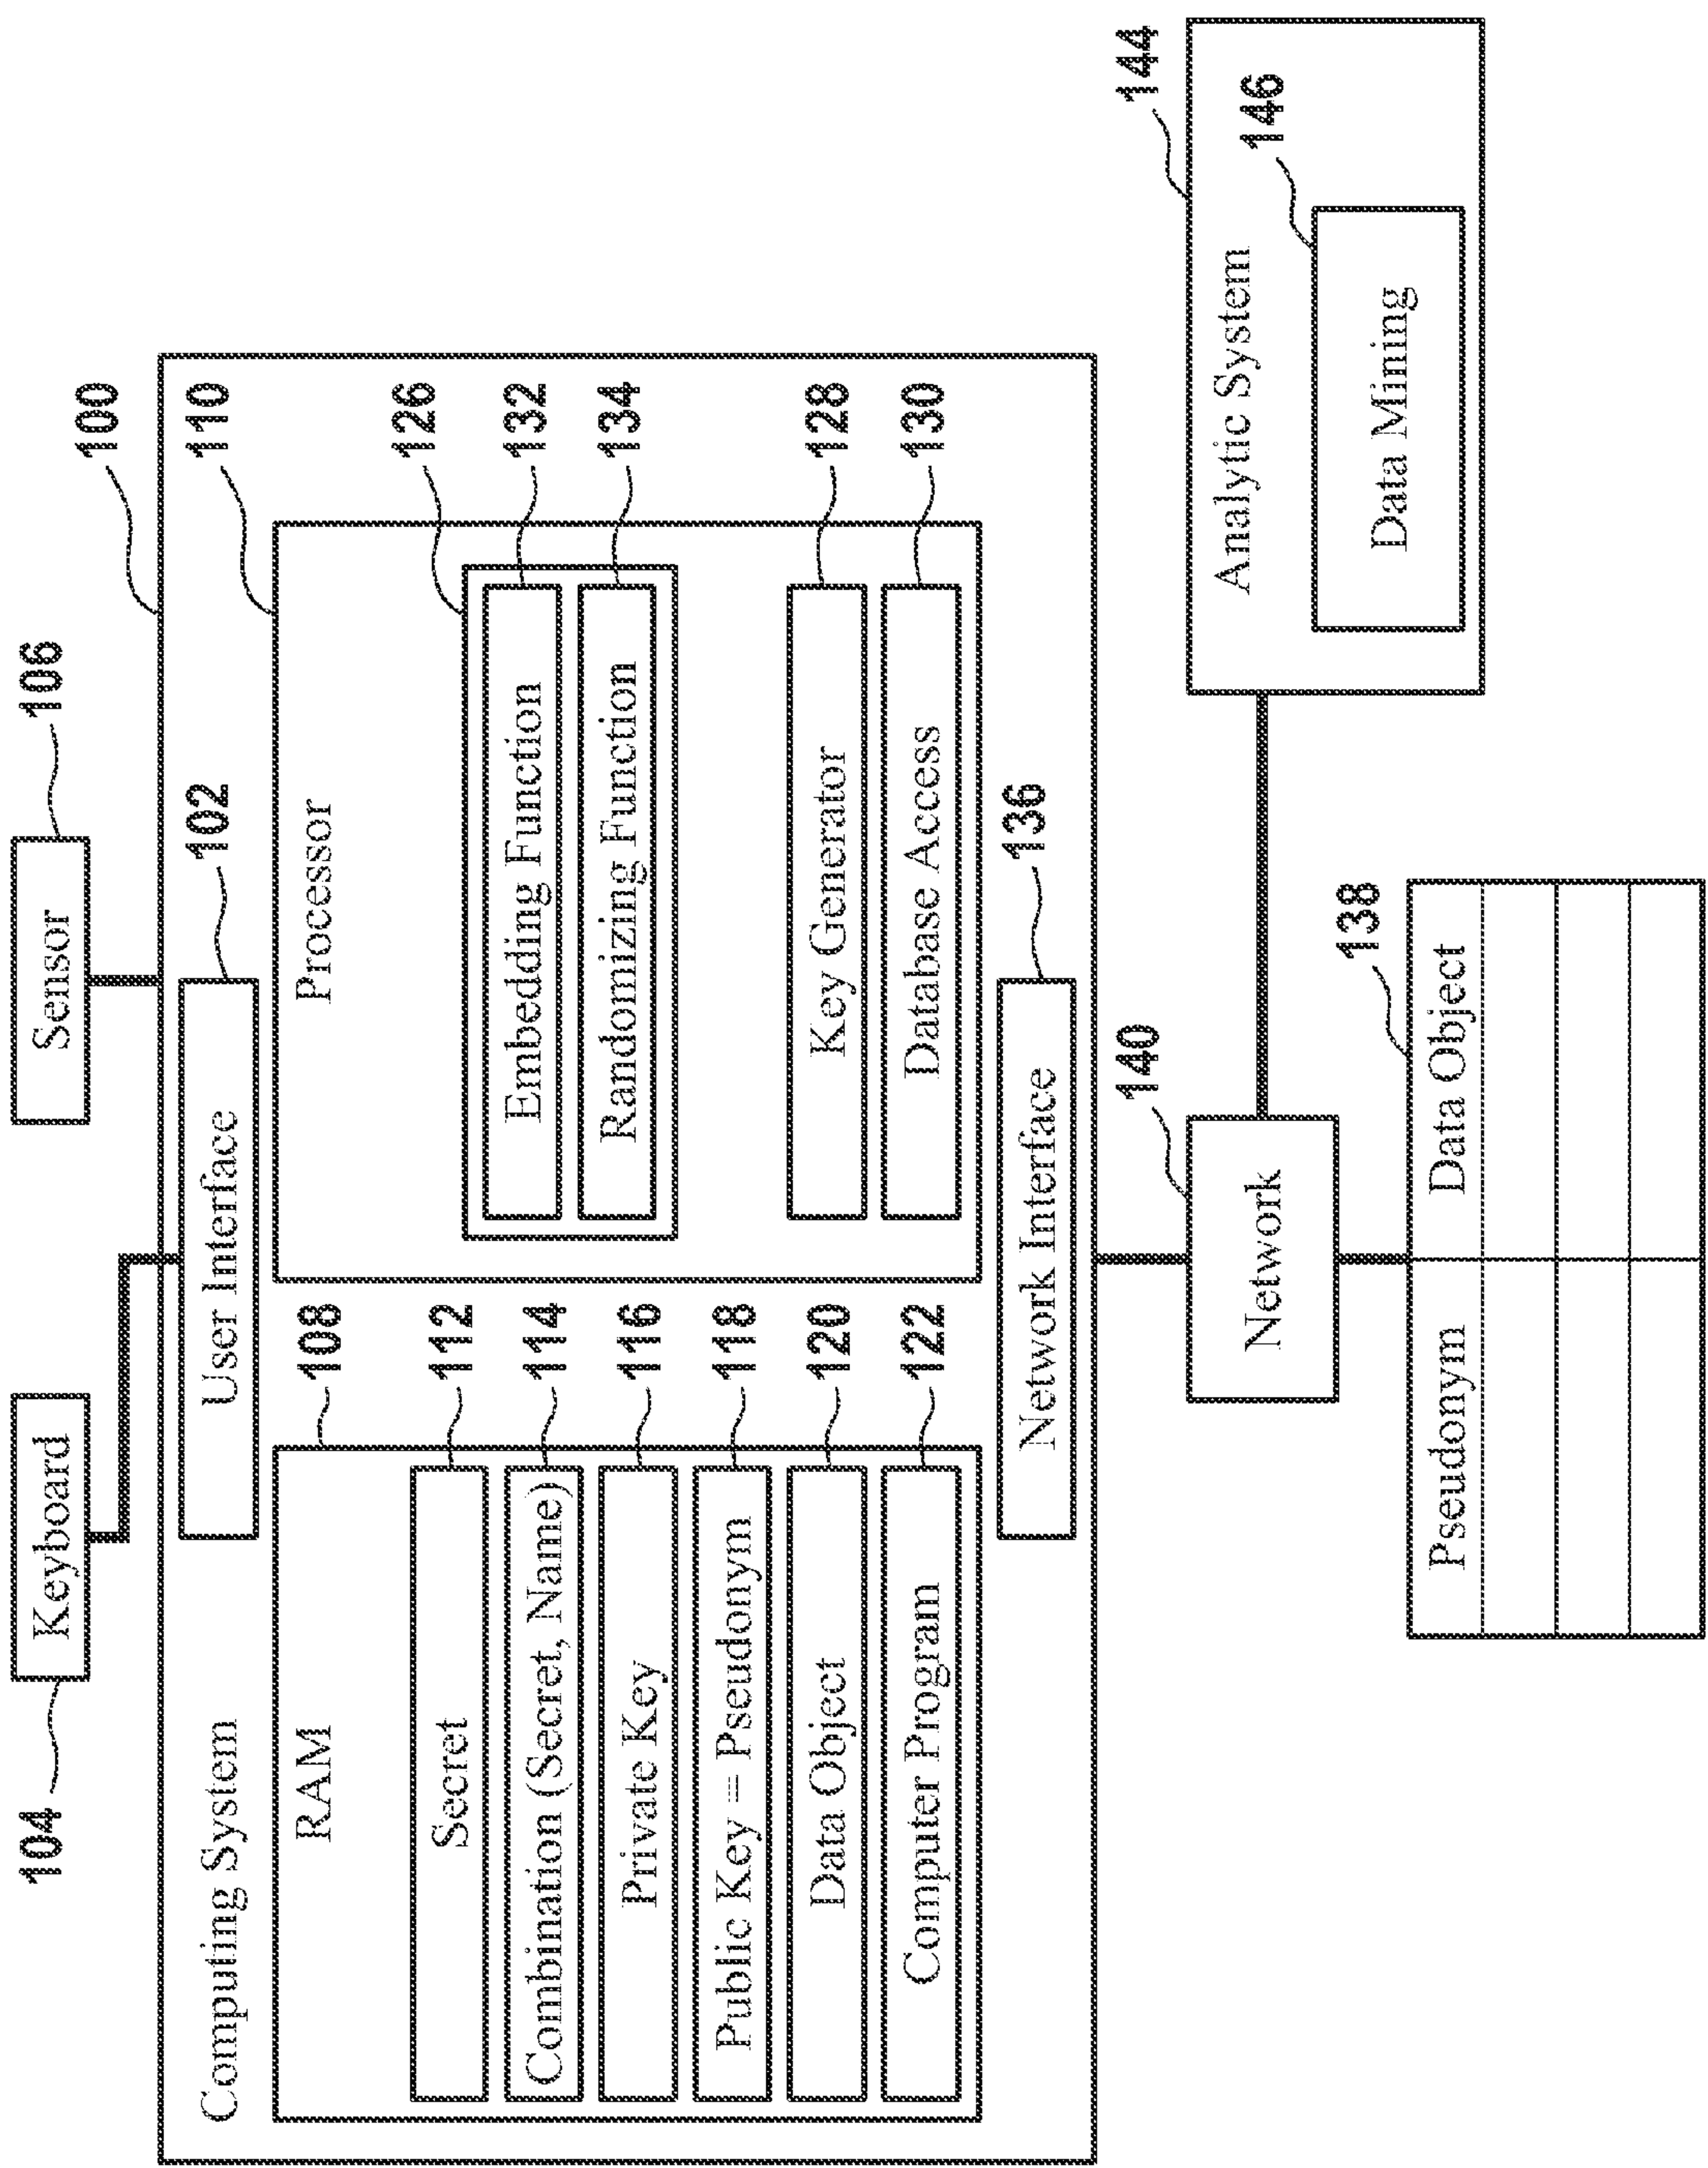 104
Keyboard
Sensor
106
Computing System
100
User Interface
102
RAM
108
Processor
110
Secret
112
126
Combination (Secret, Name)
114
Embedding Function
132
Private Key
116
Randomizing Function
134
Public Key = Pseudonym
118
Data Object
120
Key Generator
128
Computer Program
122
Database Access
130
Network Interface
136
Network
140
Analytic System
144
Data Mining
146
Pseudonym
Data Object
138